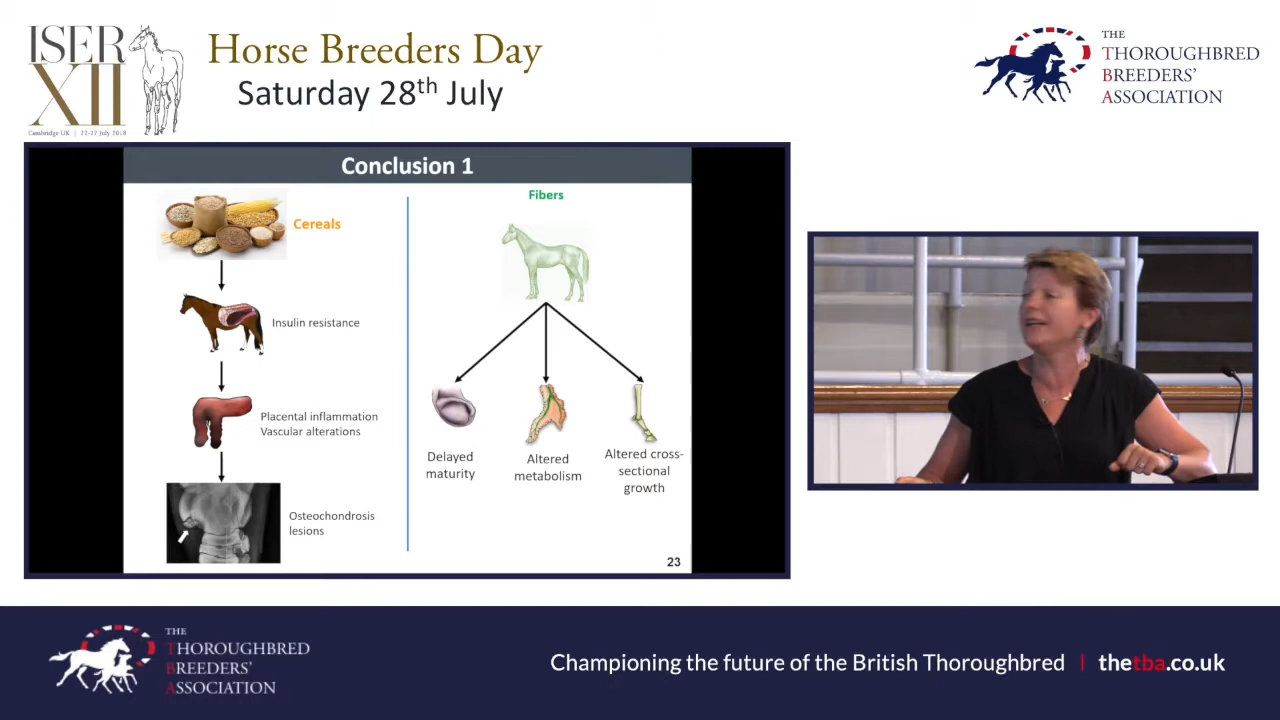 ISER
XII
Cambridge UK | 22-27 July 2018
Horse Breeders Day
Saturday 28th July
THE
THOROUGHBRED
BREEDERS'
ASSOCIATION
Conclusion 1
Cereals
Insulin resistance
Placental inflammation
Vascular alterations
Osteochondrosis
lesions
Fibers
Delayed
maturity
Altered
metabolism
Altered cross-
sectional
growth
23
THE
THOROUGHBRED
BREEDERS'
ASSOCIATION
Championing the future of the British Thoroughbred | thetba.co.uk